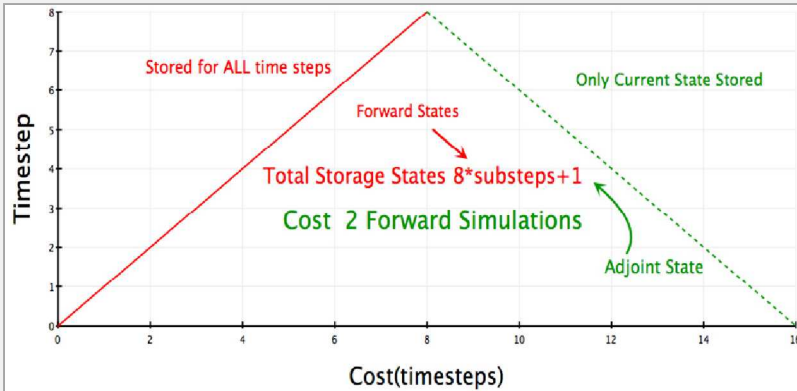 8
7
Stored for ALL time steps
Only Current State Stored
6
Forward States
5
Timestep
4
Total Storage States 8*substeps+1
3
Cost 2 Forward Simulations
2
Adjoint State
1
0
0 2 4 6 8 10 12 14 16
Cost(timesteps)